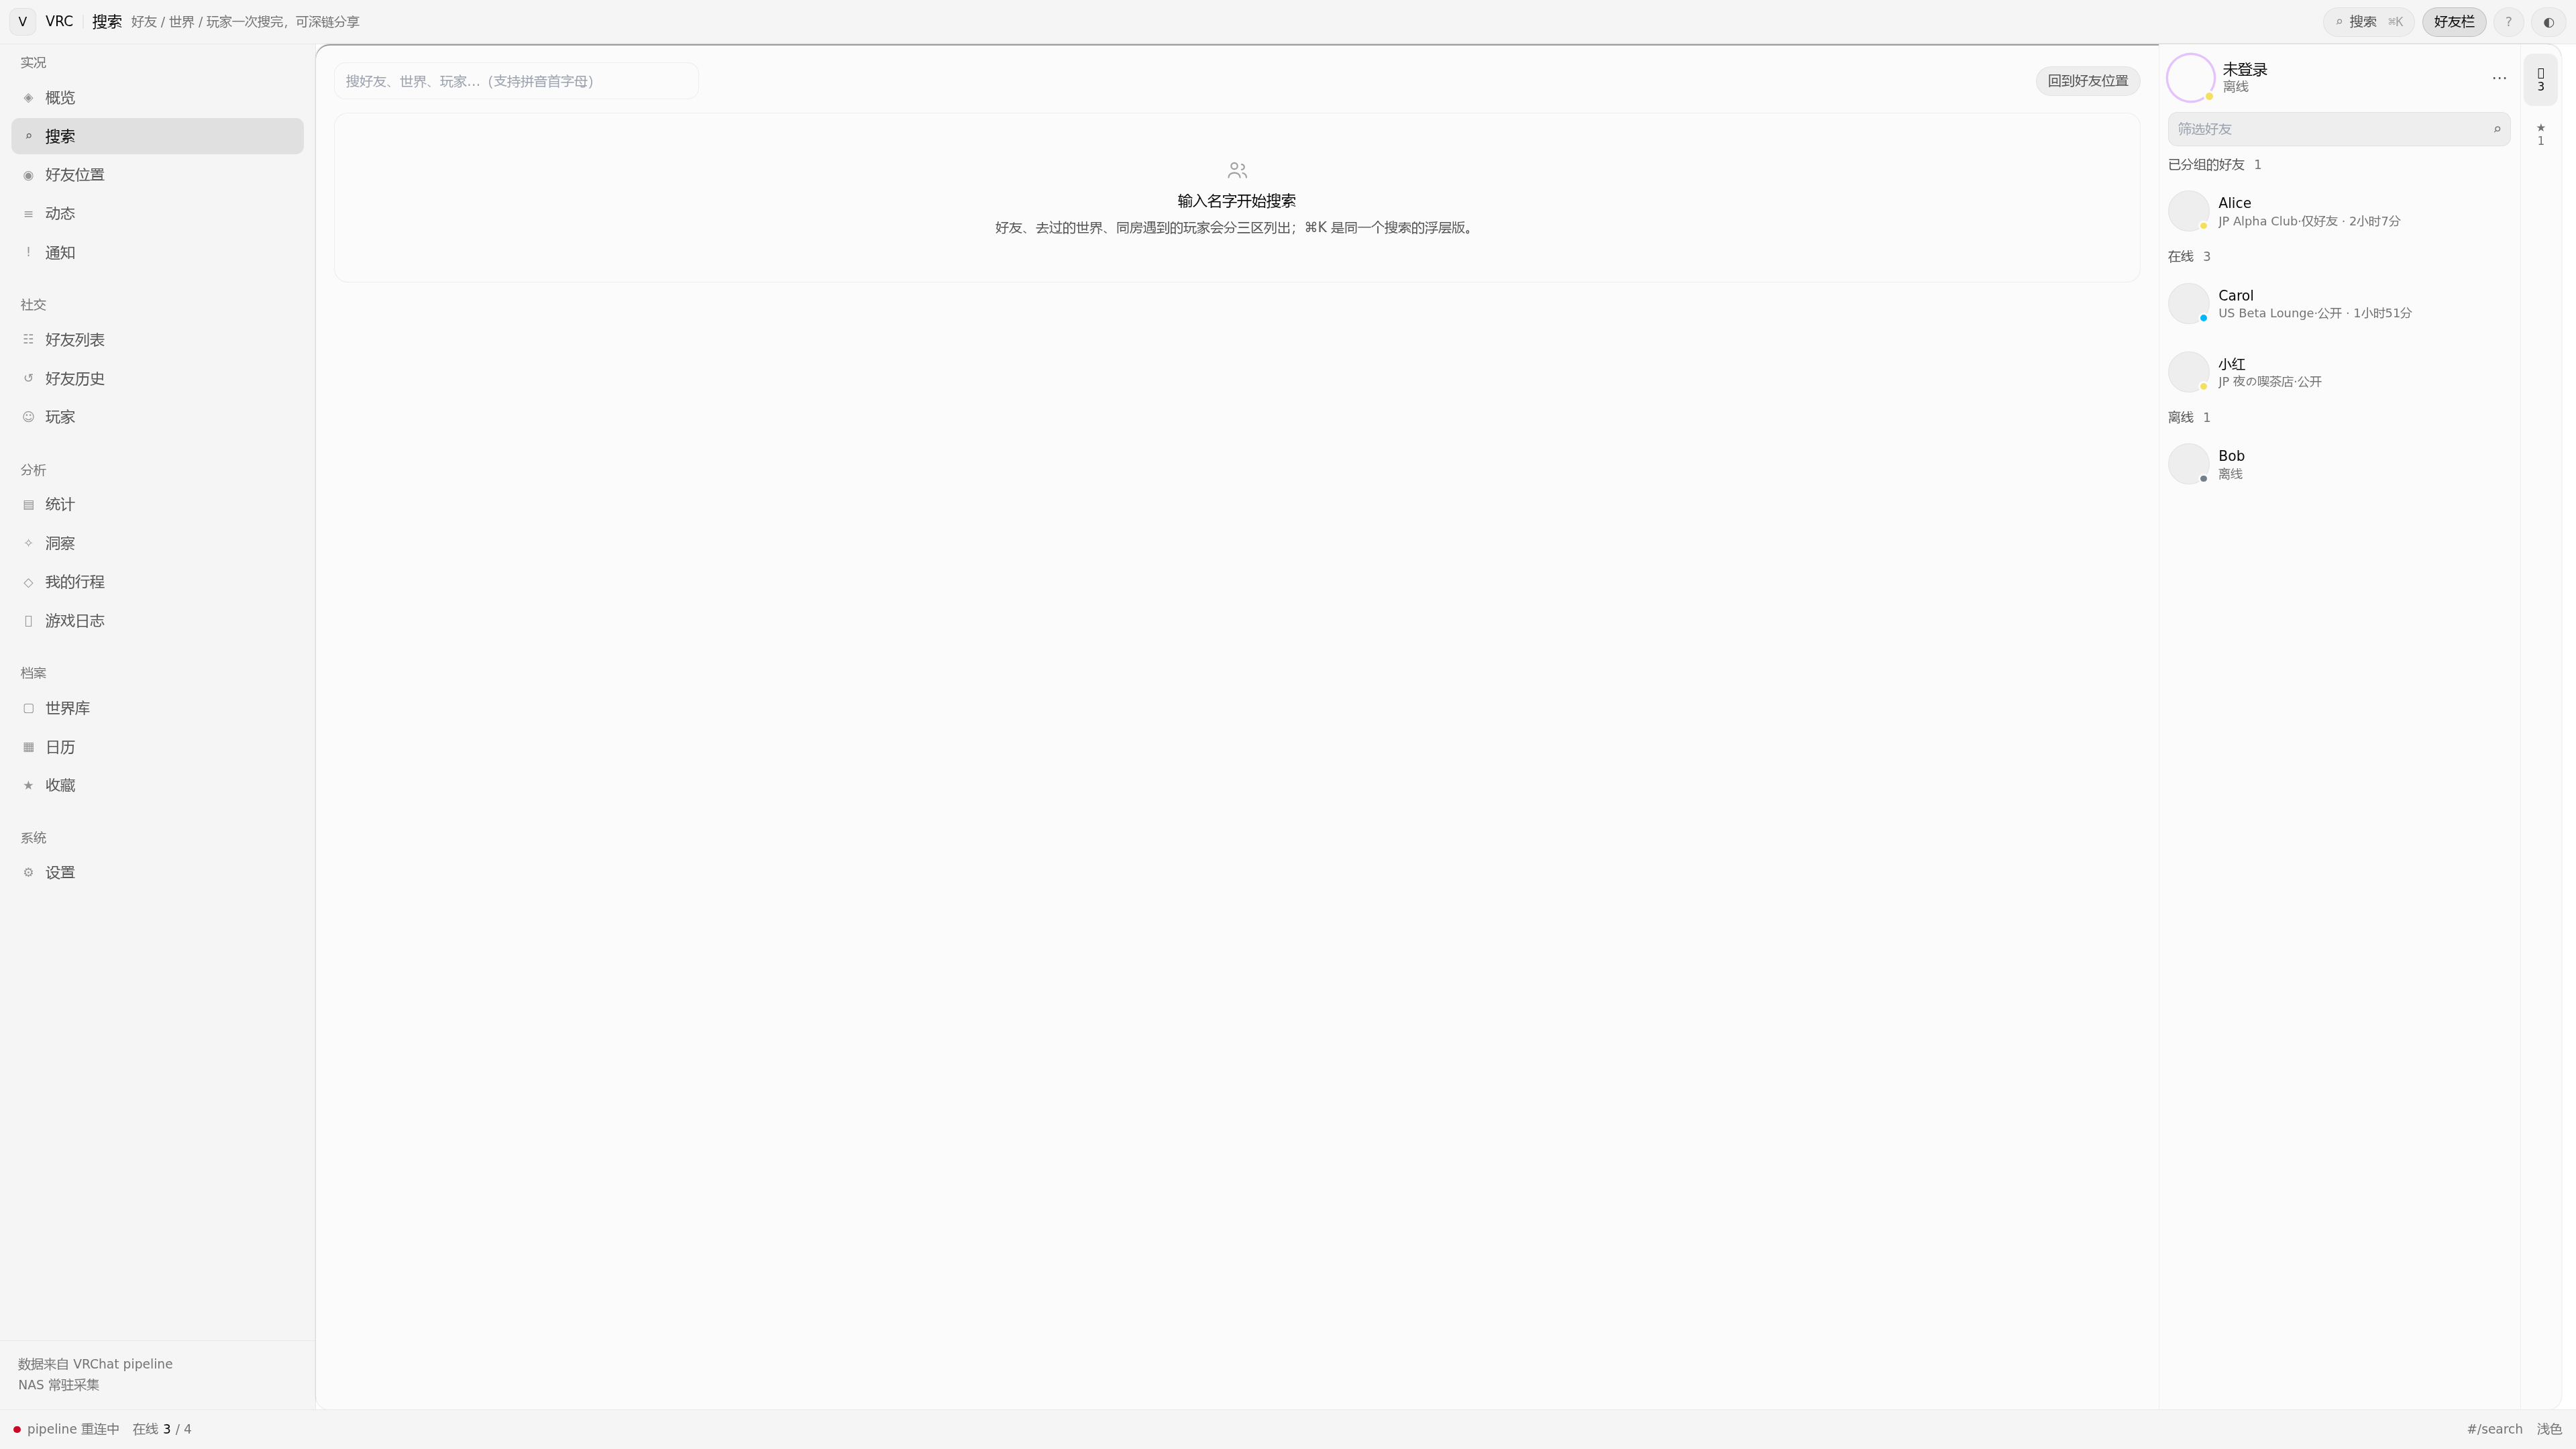 V VRC 搜索 好友 / 世界 / 玩家一次搜完，可深链分享
搜索 ⌘K 好友栏 ?
实况
概览
搜索
好友位置
动态
通知
社交
好友列表
好友历史
玩家
分析
统计
洞察
我的行程
游戏日志
档案
世界库
日历
收藏
系统
设置
数据来自 VRChat pipeline
NAS 常驻采集
搜好友、世界、玩家…（支持拼音首字母）
回到好友位置
输入名字开始搜索
好友、去过的世界、同房遇到的玩家会分三区列出；⌘K 是同一个搜索的浮层版。
未登录
离线
筛选好友
已分组的好友 1
Alice
JP Alpha Club·仅好友 · 2小时7分
在线 3
Carol
US Beta Lounge·公开 · 1小时51分
小红
JP 夜の喫茶店·公开
离线 1
Bob
离线
3
★
1
pipeline 重连中 在线 3 / 4
#/search 浅色